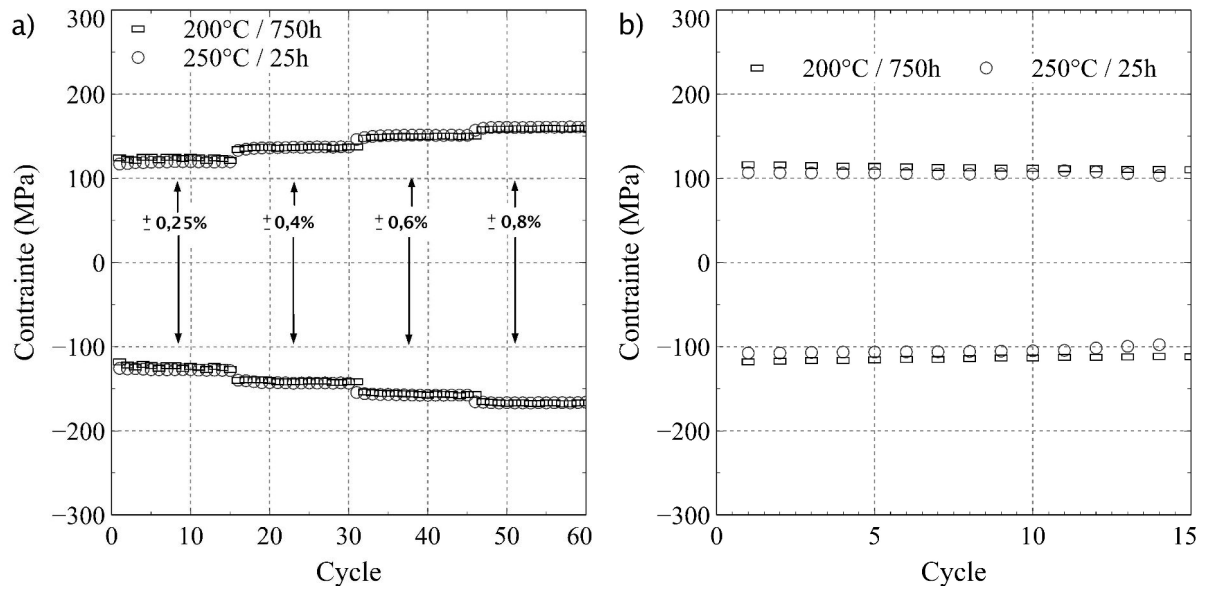 a)
300
200
100
0
−100
−200
−300
Contrainte (MPa)
200°C / 750h
250°C / 25h
± 0,25%
± 0,4%
± 0,6%
± 0,8%
0
10
20
30
40
50
60
Cycle
b)
300
200
100
0
−100
−200
−300
Contrainte (MPa)
200°C / 750h
250°C / 25h
0
5
10
15
Cycle